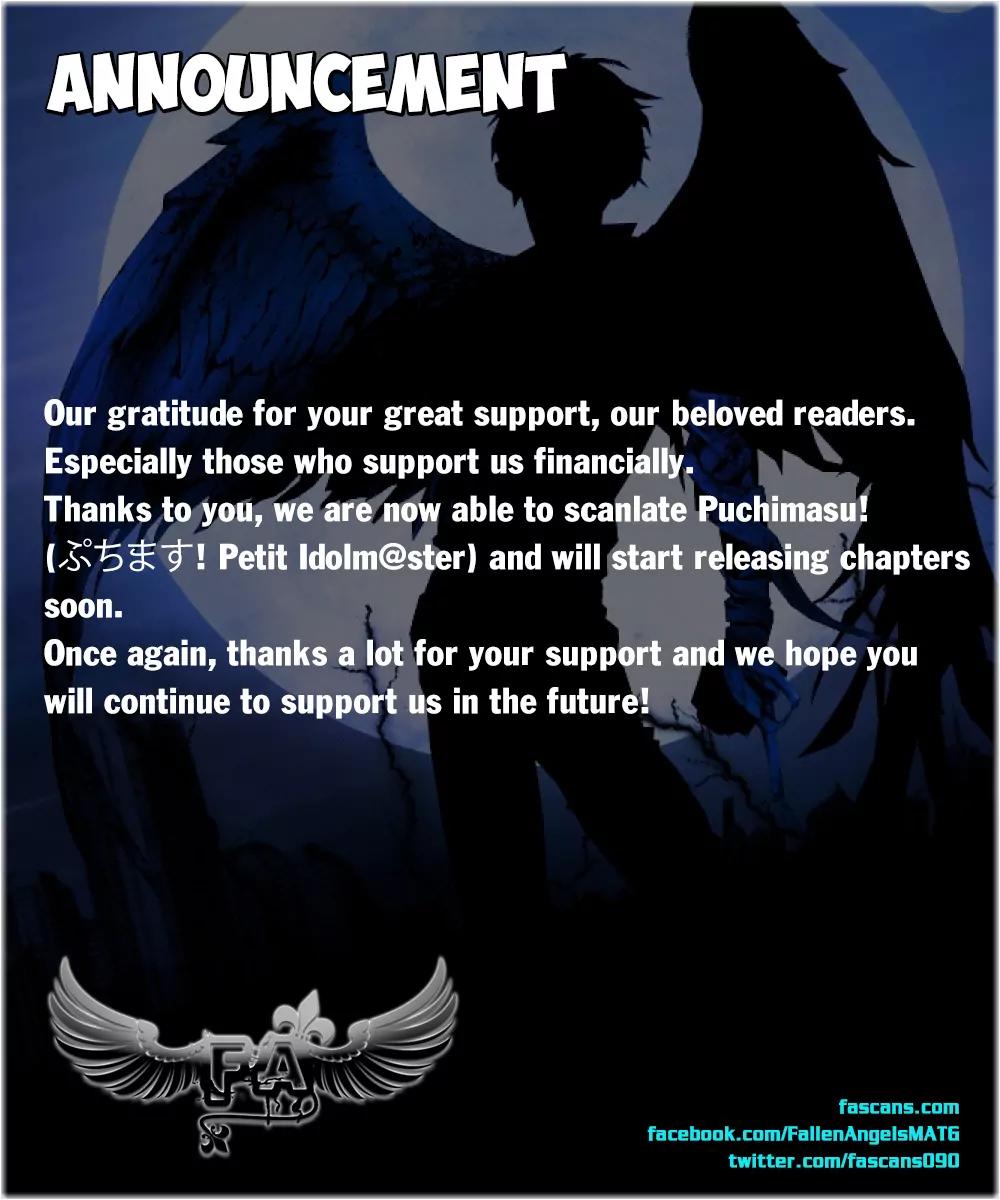 ANNOUNCEMENT
Our gratitude for your great support, our beloved readers.
Especially those who support us financially.
Thanks to you, we are now able to scanlate Puchimasu!
(ぷちます! Petit Idolm@ster) and will start releasing chapters
soon.
Once again, thanks a lot for your support and we hope you
will continue to support us in the future!
FA
fascans.com
facebook.com/FallenAngelsMATG
twitter.com/fascans090